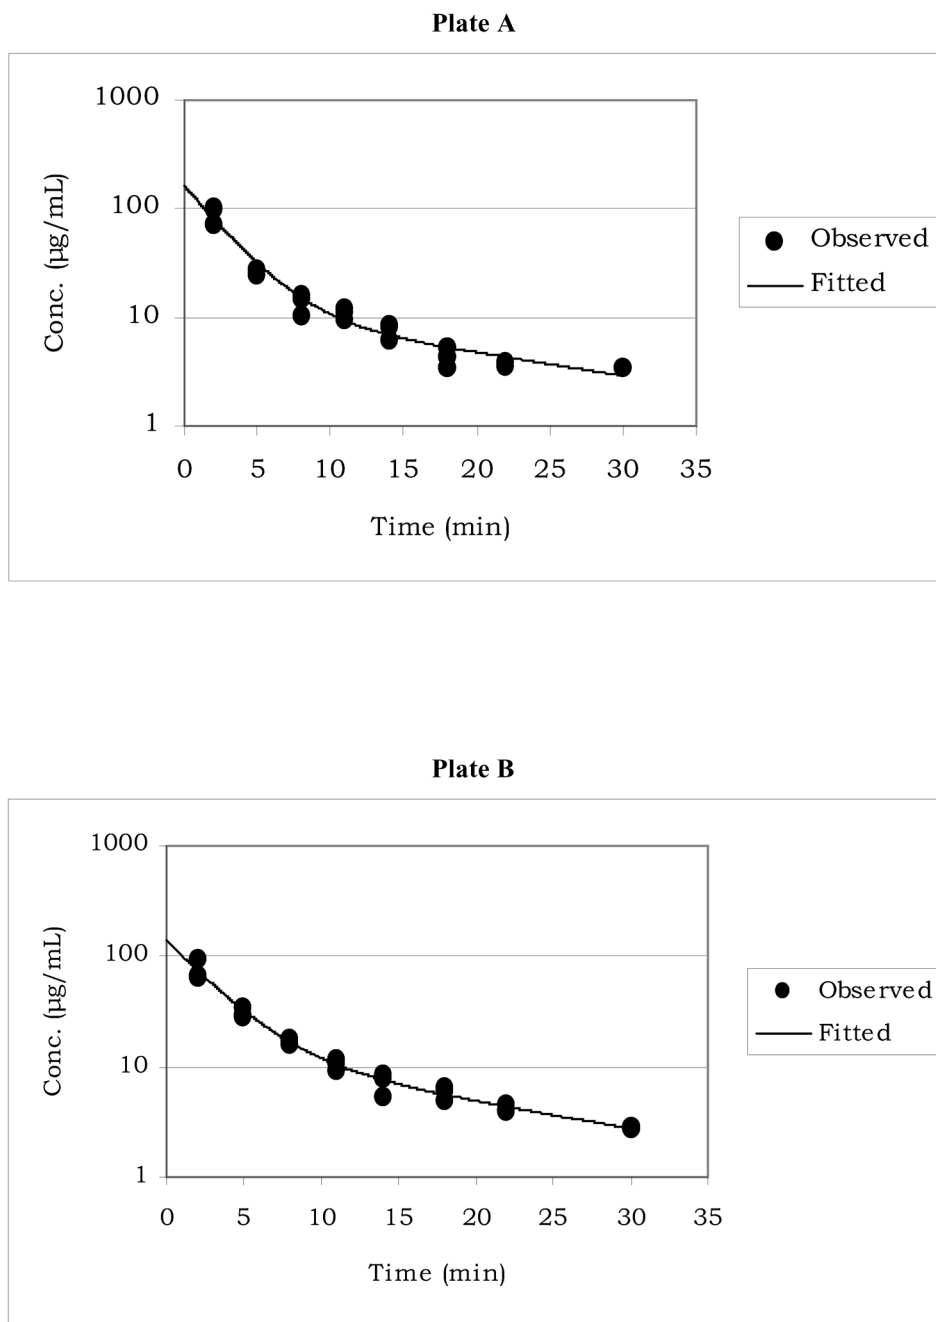 Plate A
1000
100
10
1
Conc. (µg/mL)
0 5 10 15 20 25 30 35
Time (min)
Observed
Fitted
Plate B
1000
100
10
1
Conc. (µg/mL)
0 5 10 15 20 25 30 35
Time (min)
Observed
Fitted